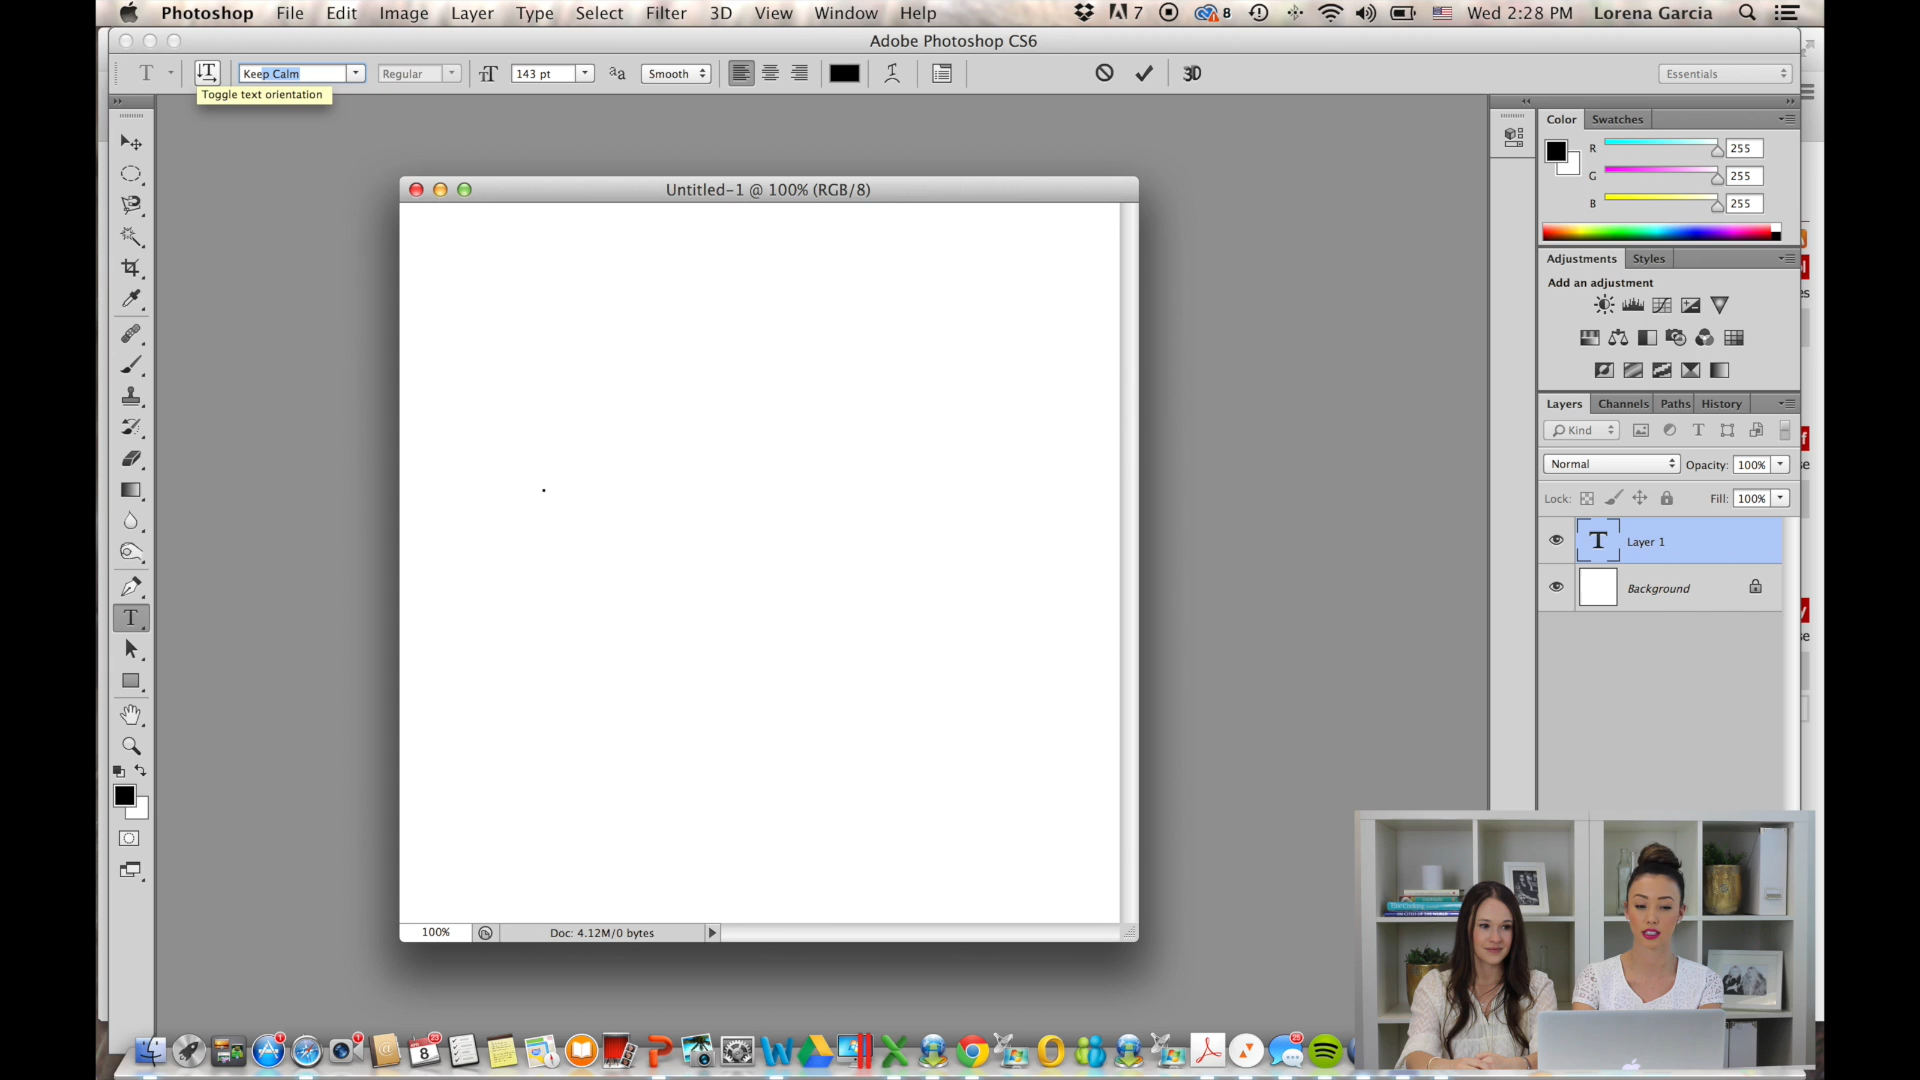 Photoshop File Edit Image Layer Type Select Filter 3D View Window Help 7 8 Wed 2:28 PM Lorena Garcia
Adobe Photoshop CS6
T Keep Calm Regular 143 pt Smooth 3D Essentials
Toggle text orientation
Color Swatches
R 255
G 255
B 255
Untitled-1 @ 100% (RGB/8)
Adjustments Styles
Add an adjustment
Layers Channels Paths History
Kind
Normal Opacity: 100%
Lock: Fill: 100%
T Layer 1
Background
100% Doc: 4.12M/0 bytes